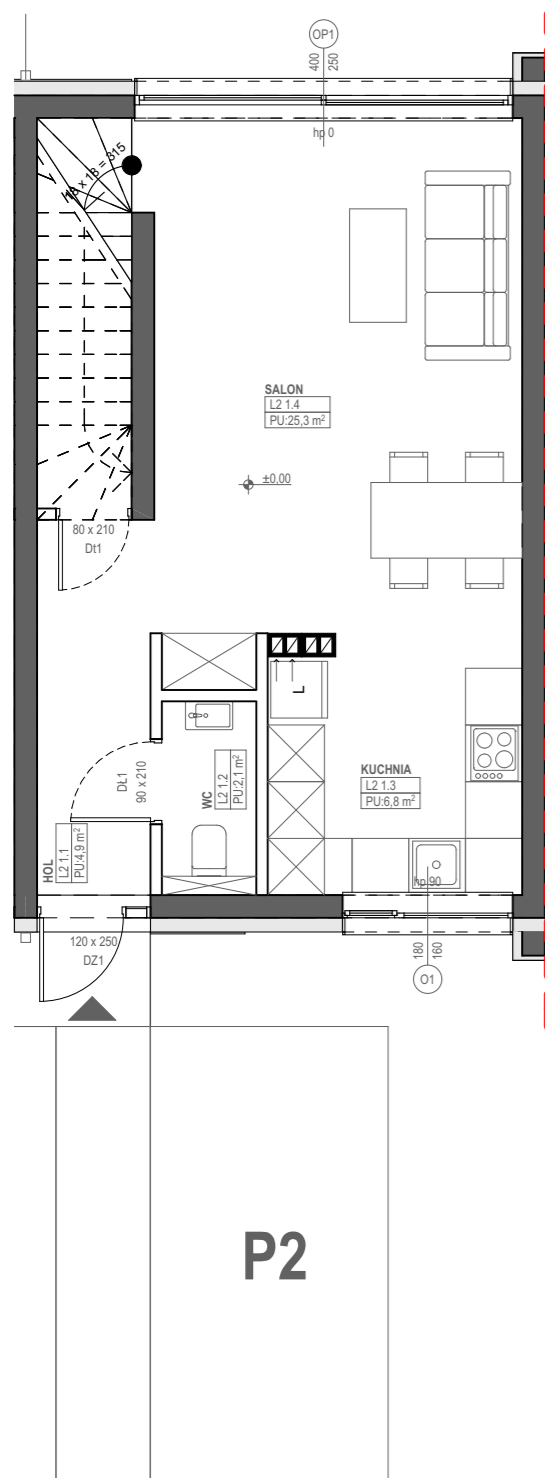 OP1
400
250
hp 0
18 x 18 = 315
SALON
L2 1.4
PU:25,3 m²
±0,00
80 x 210
Dt1
L
DŁ1
90 x 210
WC
L2 1.2
PU:2,1 m²
KUCHNIA
L2 1.3
PU:6,8 m²
HOL
L2 1.1
PU:4,9 m²
hp 90
120 x 250
DZ1
180
160
O1
P2